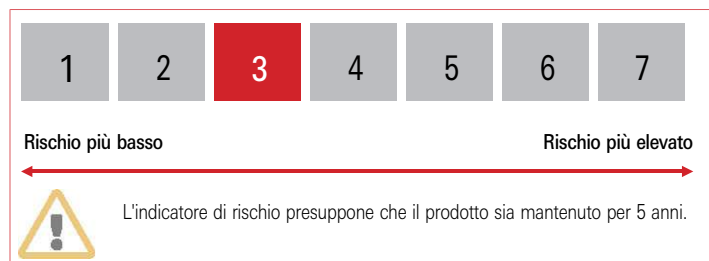 1 2 3 4 5 6 7
Rischio più basso Rischio più elevato
L'indicatore di rischio presuppone che il prodotto sia mantenuto per 5 anni.